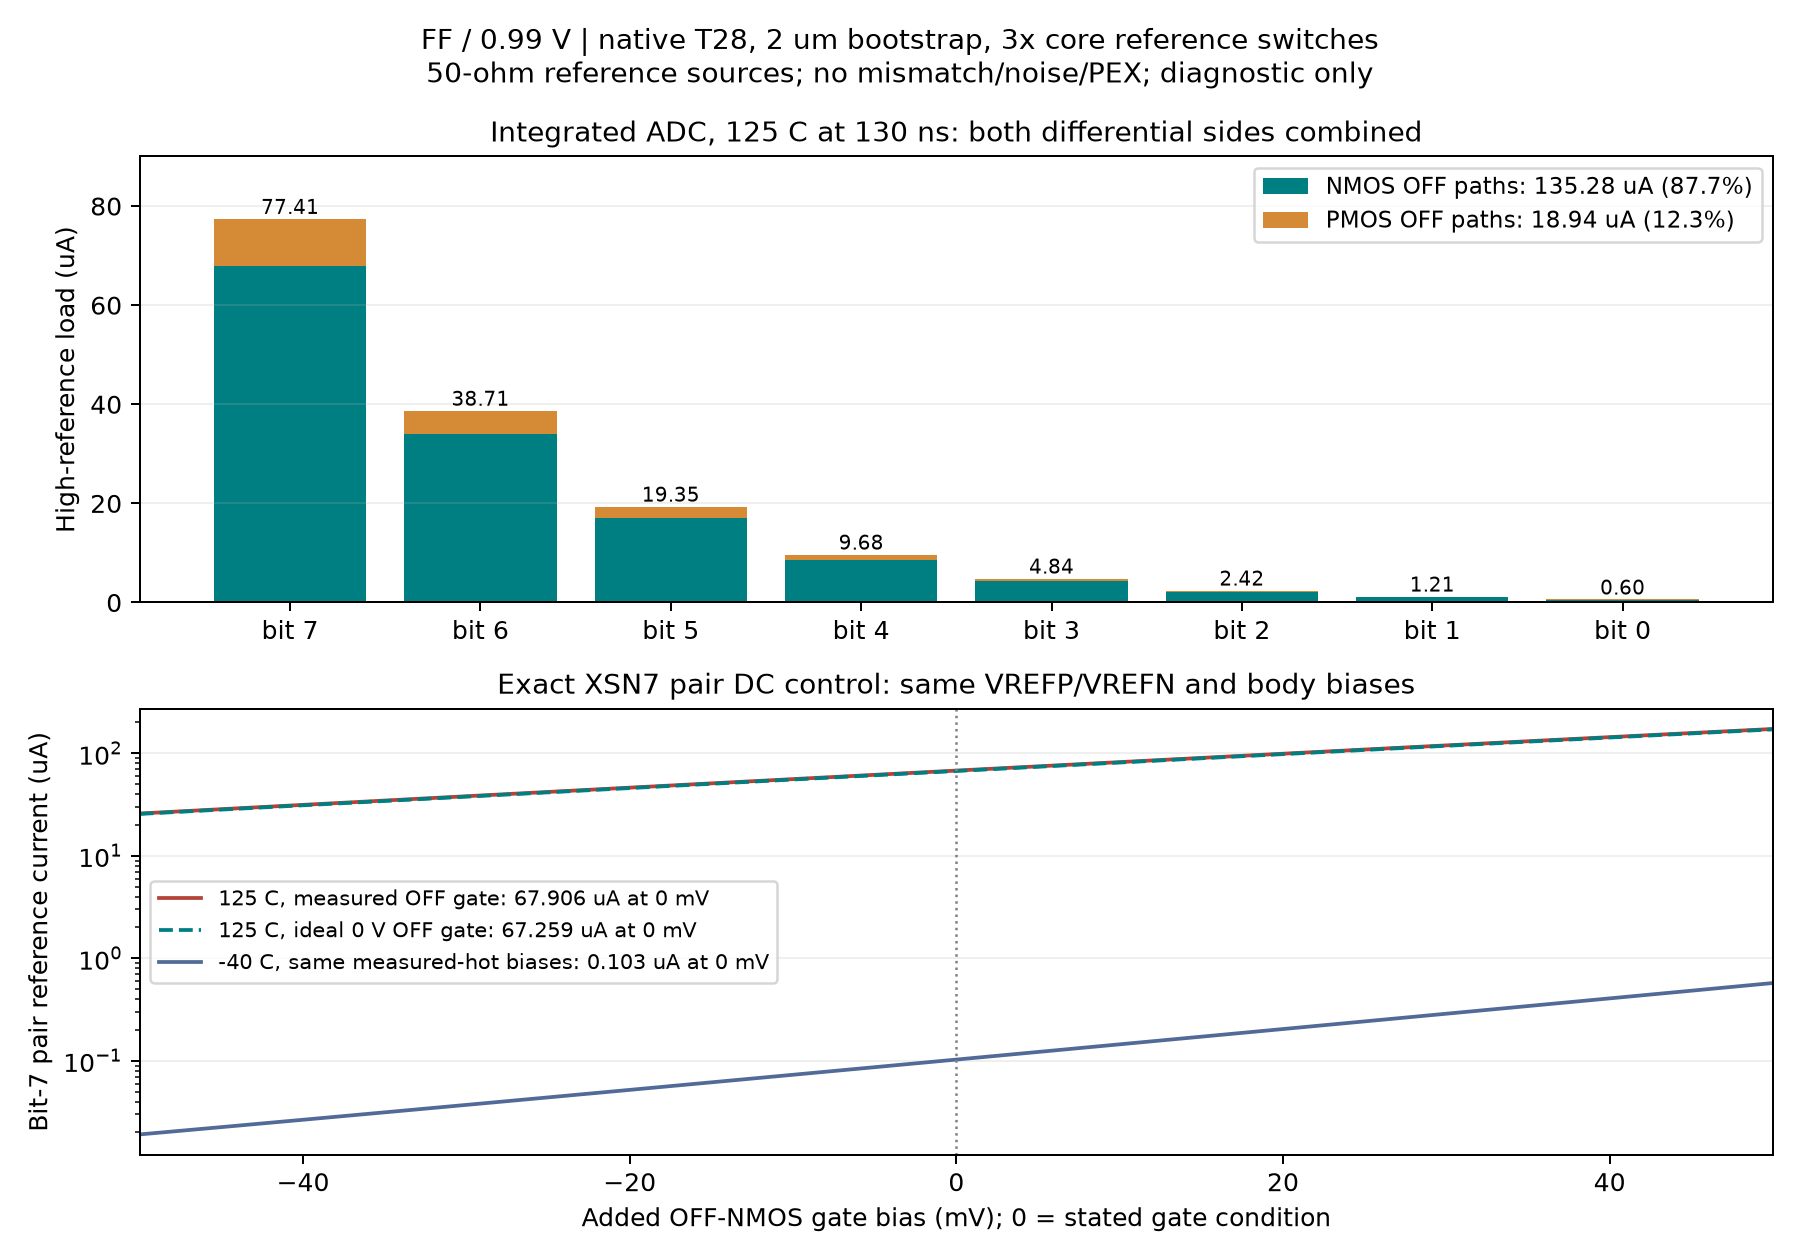 FF / 0.99 V | native T28, 2 um bootstrap, 3x core reference switches
50-ohm reference sources; no mismatch/noise/PEX; diagnostic only
Integrated ADC, 125 C at 130 ns: both differential sides combined
High-reference load (uA)
80
60
40
20
0
NMOS OFF paths: 135.28 uA (87.7%)
PMOS OFF paths: 18.94 uA (12.3%)
77.41
38.71
19.35
9.68
4.84
2.42
1.21
0.60
bit 7
bit 6
bit 5
bit 4
bit 3
bit 2
bit 1
bit 0
Exact XSN7 pair DC control: same VREFP/VREFN and body biases
Bit-7 pair reference current (uA)
10²
10¹
10⁰
10⁻¹
125 C, measured OFF gate: 67.906 uA at 0 mV
125 C, ideal 0 V OFF gate: 67.259 uA at 0 mV
-40 C, same measured-hot biases: 0.103 uA at 0 mV
−40
−20
0
20
40
Added OFF-NMOS gate bias (mV); 0 = stated gate condition